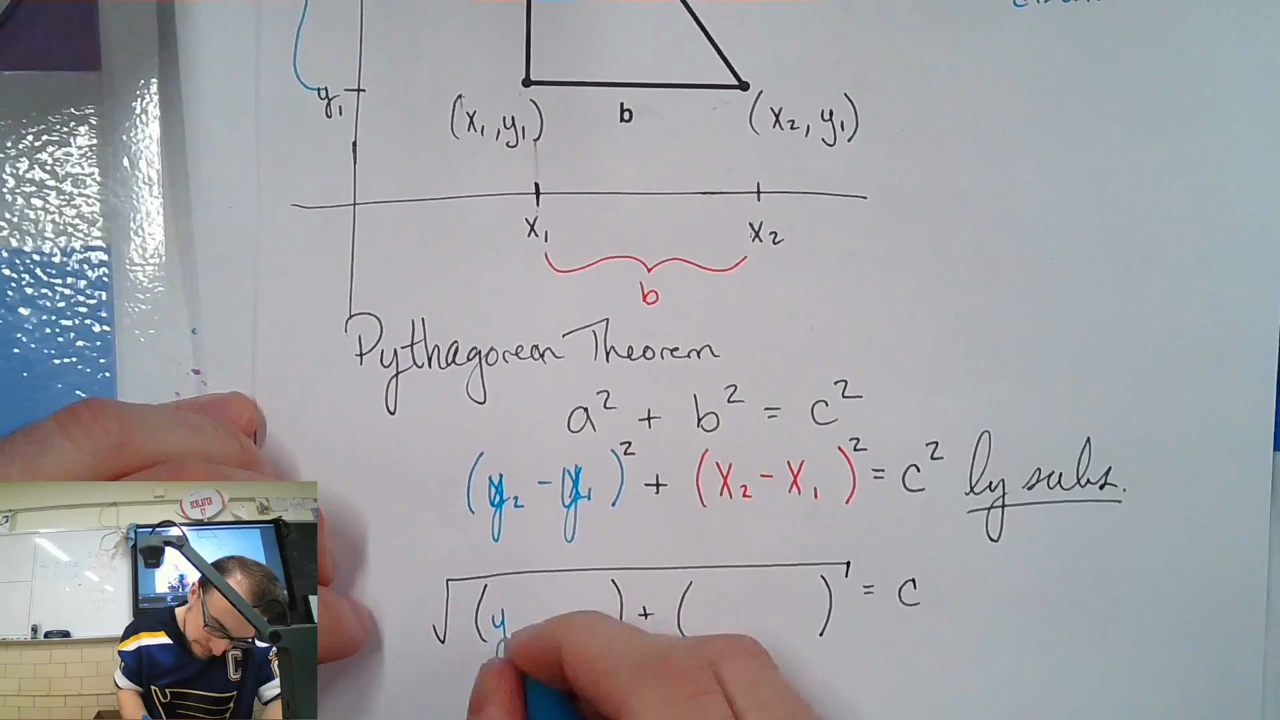 y₁
(x₁, y₁)
b
(x₂, y₁)
x₁
x₂
b
Pythagorean Theorem
a² + b² = c²
(y₂ - y₁)² + (x₂ - x₁)² = c² by subs.
√(y ) + ( ) = c
C